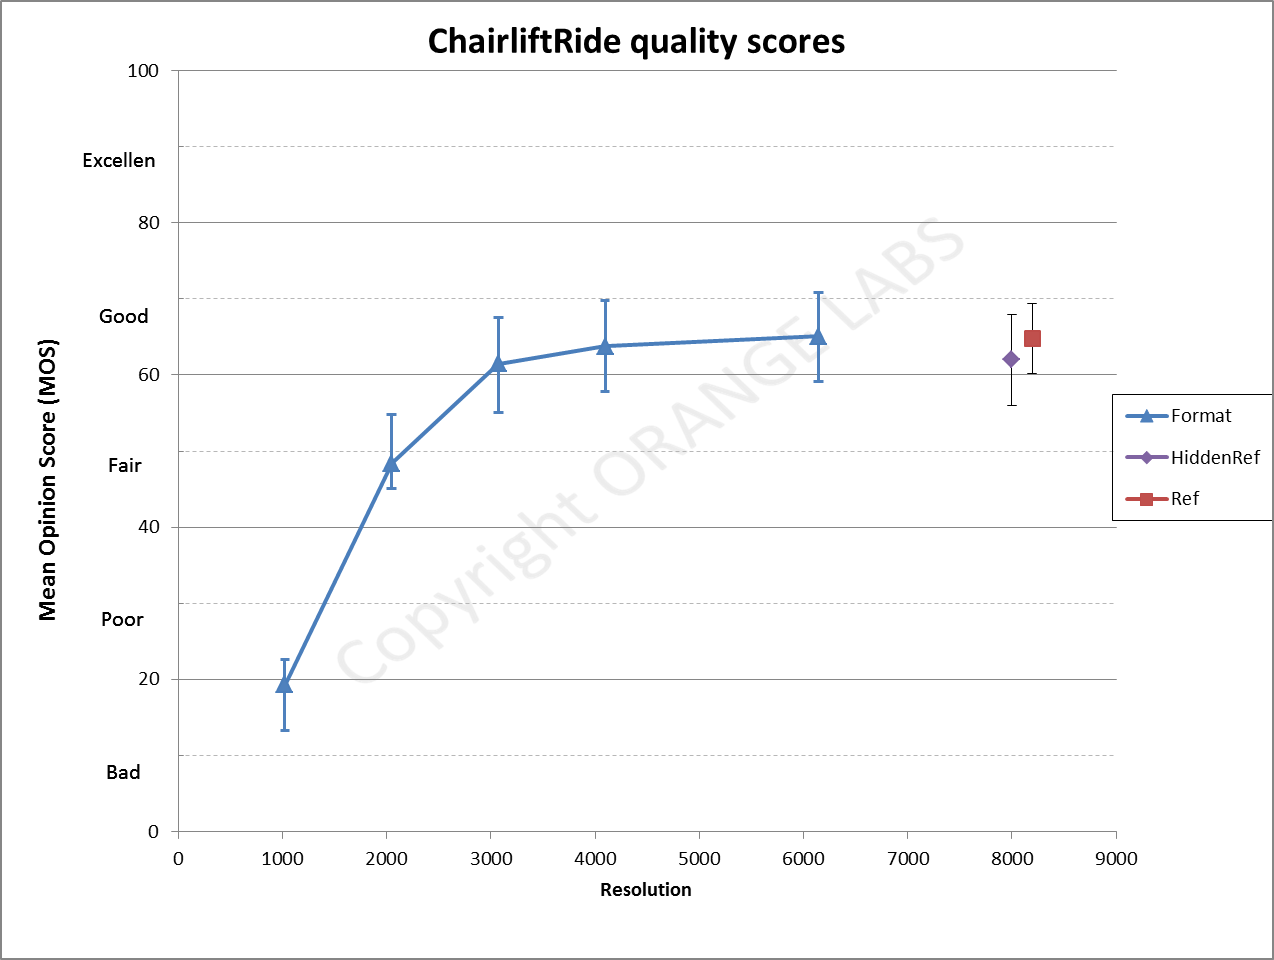 ChairliftRide quality scores
100
Excellen
80
Good
60
Fair
40
Poor
20
Bad
0
Mean Opinion Score (MOS)
0 1000 2000 3000 4000 5000 6000 7000 8000 9000
Resolution
Format
HiddenRef
Ref
Copyright ORANGE LABS